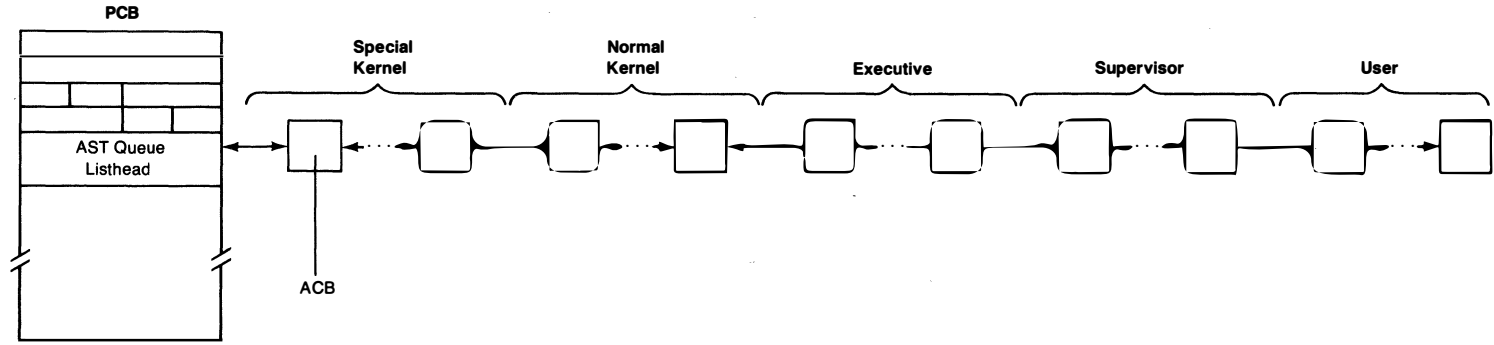 PCB
Special
Kernel
Normal
Kernel
Executive
Supervisor
User
AST Queue
Listhead
ACB